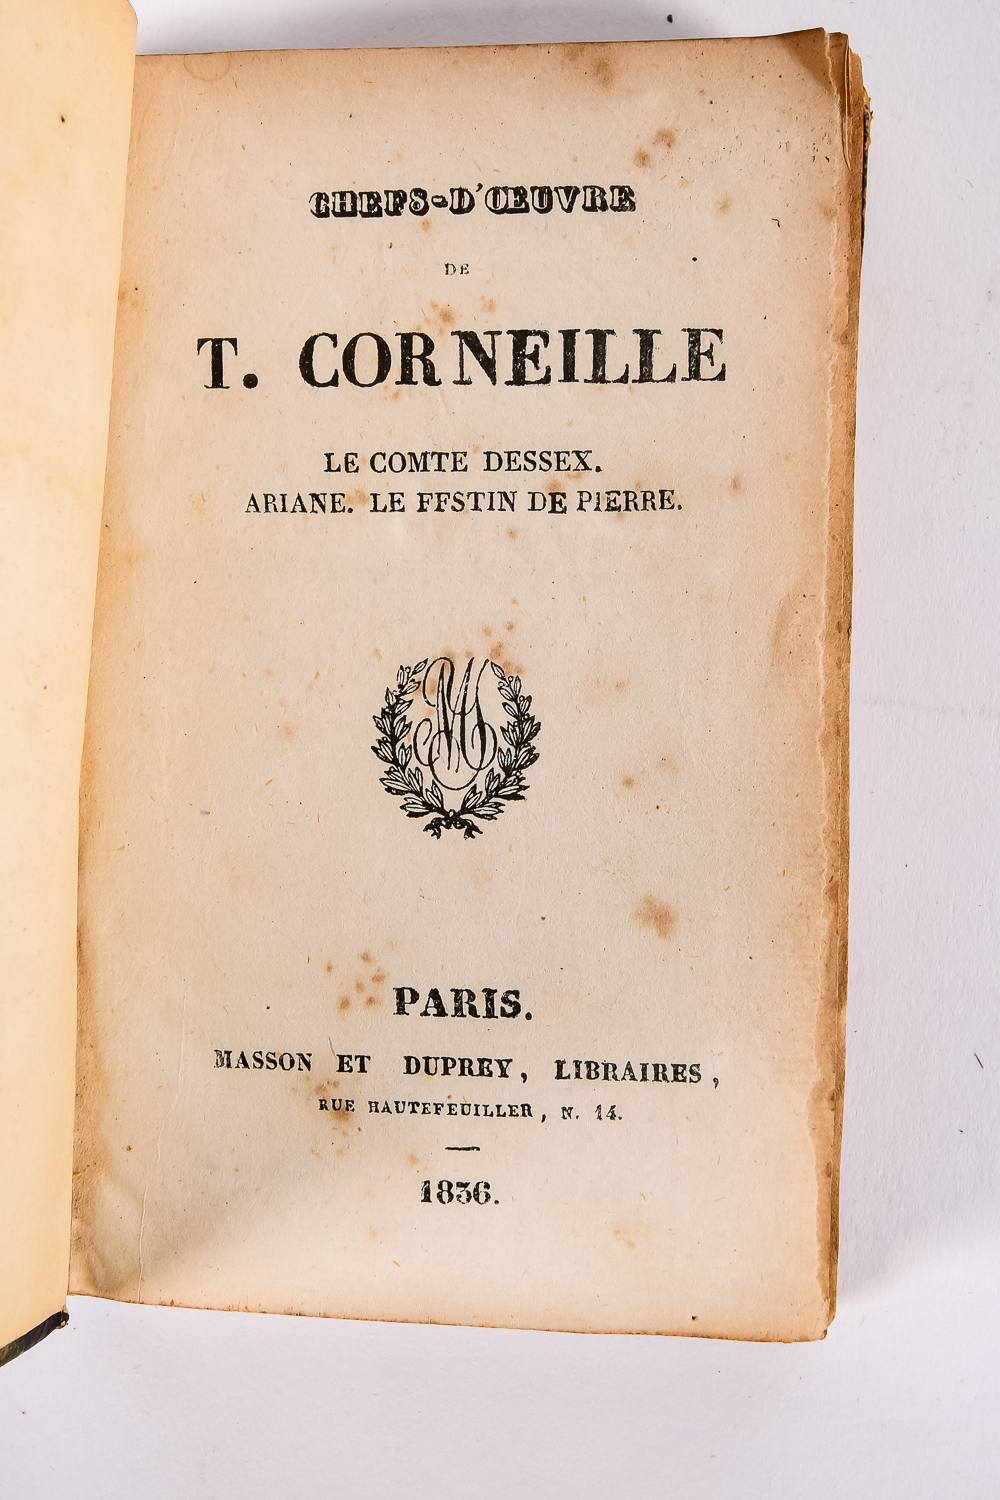 CHEFS-D'ŒUVRE
DE
T. CORNEILLE
LE COMTE DESSEX.
ARIANE. LE FFSTIN DE PIERRE.
PARIS.
MASSON ET DUPREY, LIBRAIRES,
RUE HAUTEFEUILLER, N. 14.
1836.